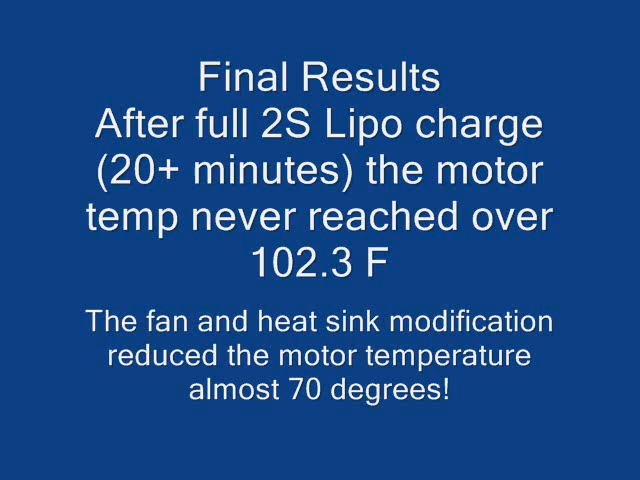 Final Results
After full 2S Lipo charge
(20+ minutes) the motor
temp never reached over
102.3 F
The fan and heat sink modification
reduced the motor temperature
almost 70 degrees!